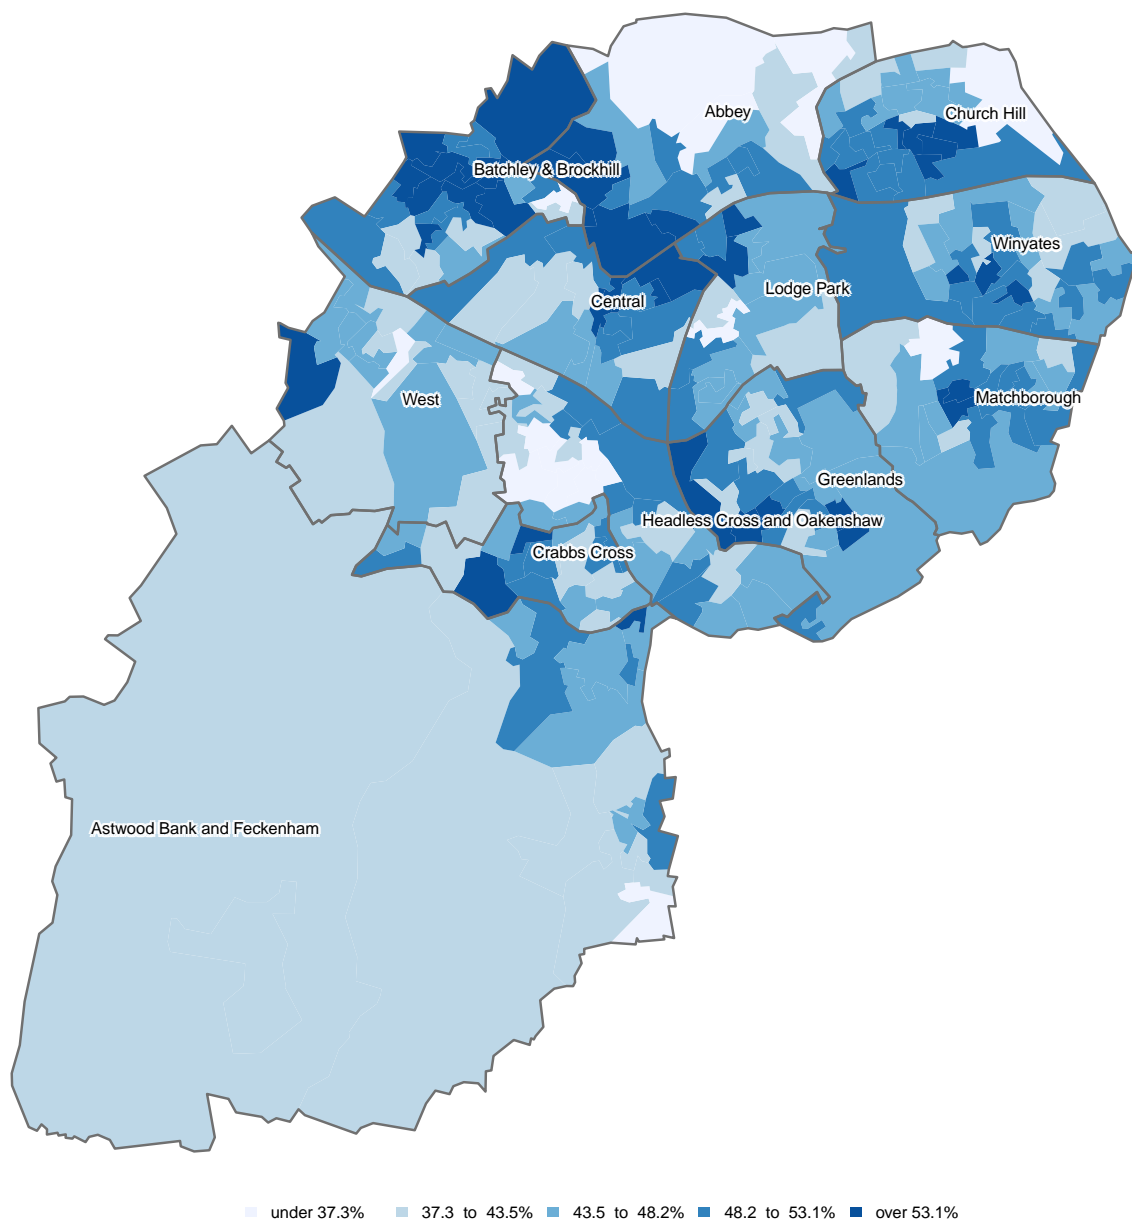 Abbey
Church Hill
Batchley & Brockhill
Winyates
Lodge Park
Central
Matchborough
West
Greenlands
Headless Cross and Oakenshaw
Crabbs Cross
Astwood Bank and Feckenham
under 37.3% 37.3 to 43.5% 43.5 to 48.2% 48.2 to 53.1% over 53.1%